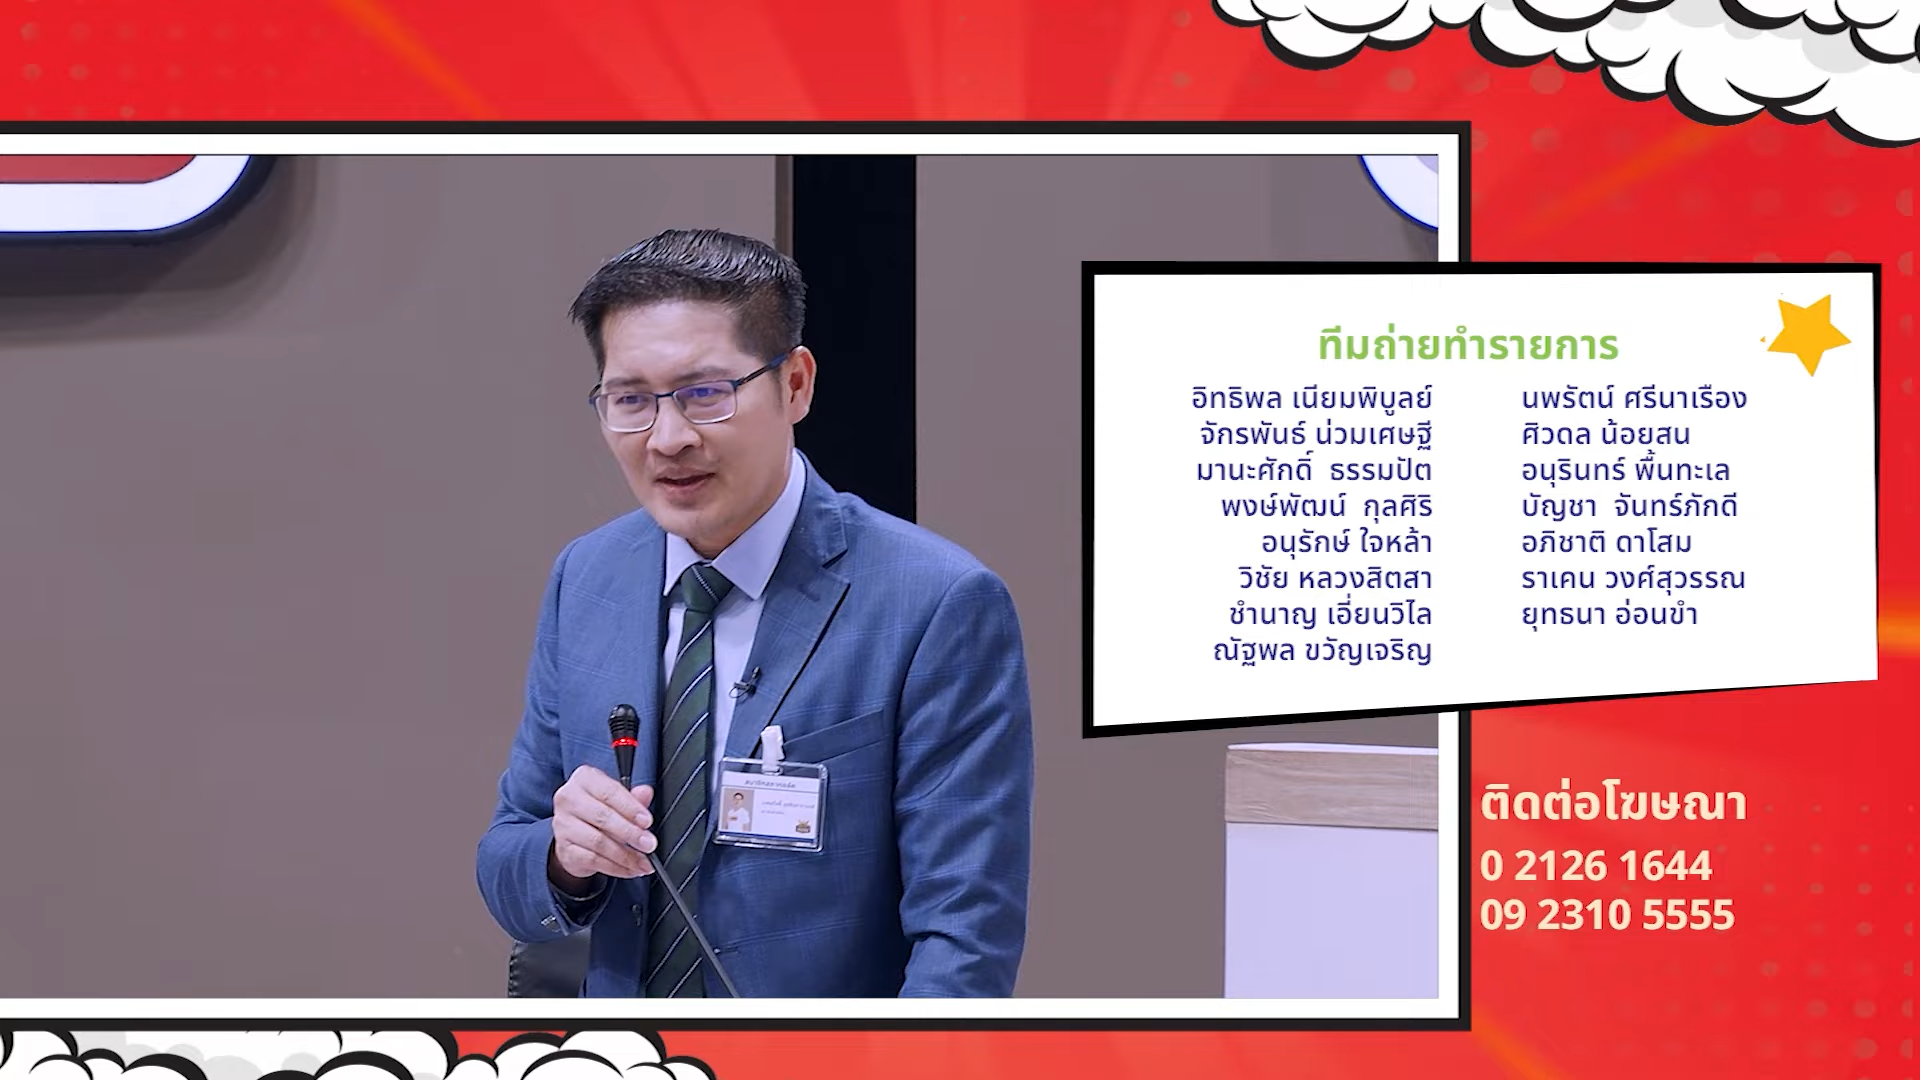 ทีมถ่ายทำรายการ
อิทธิพล เนียมพิบูลย์
จักรพันธ์ น่วมเศษฐี
มานะศักดิ์ ธรรมปัต
พงษ์พัฒน์ กุลศิริ
อนุรักษ์ ใจหล้า
วิชัย หลวงสิตสา
ชำนาญ เอี่ยนวิไล
ณัฐพล ขวัญเจริญ
นพรัตน์ ศรีนาเรือง
ศิวดล น้อยสน
อนุรินทร์ พื้นทะเล
บัญชา จันทร์ภักดี
อภิชาติ ดาโสม
ราเคน วงศ์สุวรรณ
ยุทธนา อ่อนขำ
ติดต่อโฆษณา
0 2126 1644
09 2310 5555